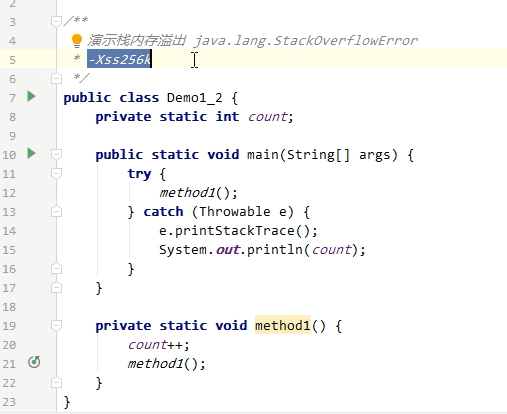 2
3 /**
4 演示栈内存溢出 java.lang.StackOverflowError
5 * -Xss256k
6 */
7 public class Demo1_2 {
8 private static int count;
9
10 public static void main(String[] args) {
11 try {
12 method1();
13 } catch (Throwable e) {
14 e.printStackTrace();
15 System.out.println(count);
16 }
17 }
18
19 private static void method1() {
20 count++;
21 method1();
22 }
23 }